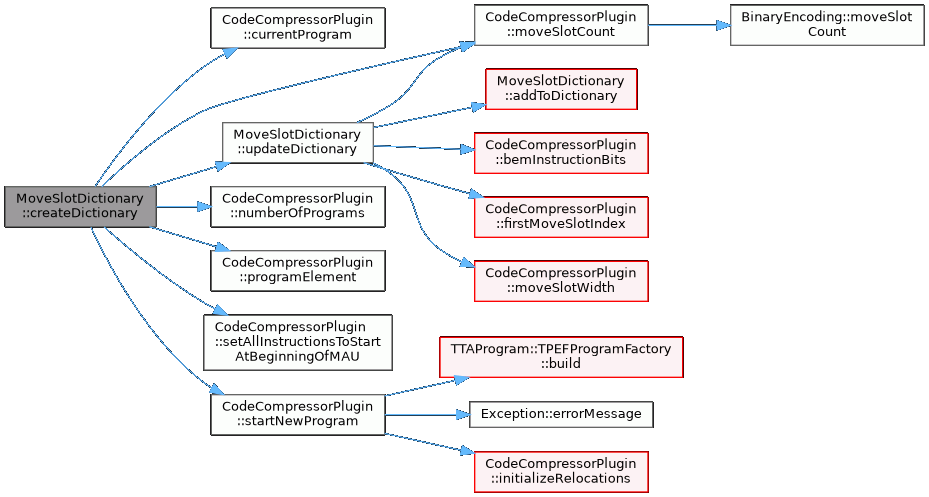 MoveSlotDictionary
::createDictionary
CodeCompressorPlugin
::currentProgram
CodeCompressorPlugin
::moveSlotCount
BinaryEncoding::moveSlot
Count
MoveSlotDictionary
::updateDictionary
MoveSlotDictionary
::addToDictionary
CodeCompressorPlugin
::bemInstructionBits
CodeCompressorPlugin
::firstMoveSlotIndex
CodeCompressorPlugin
::moveSlotWidth
CodeCompressorPlugin
::numberOfPrograms
CodeCompressorPlugin
::programElement
CodeCompressorPlugin
::setAllInstructionsToStart
AtBeginningOfMAU
CodeCompressorPlugin
::startNewProgram
TTAProgram::TPEFProgramFactory
::build
Exception::errorMessage
CodeCompressorPlugin
::initializeRelocations